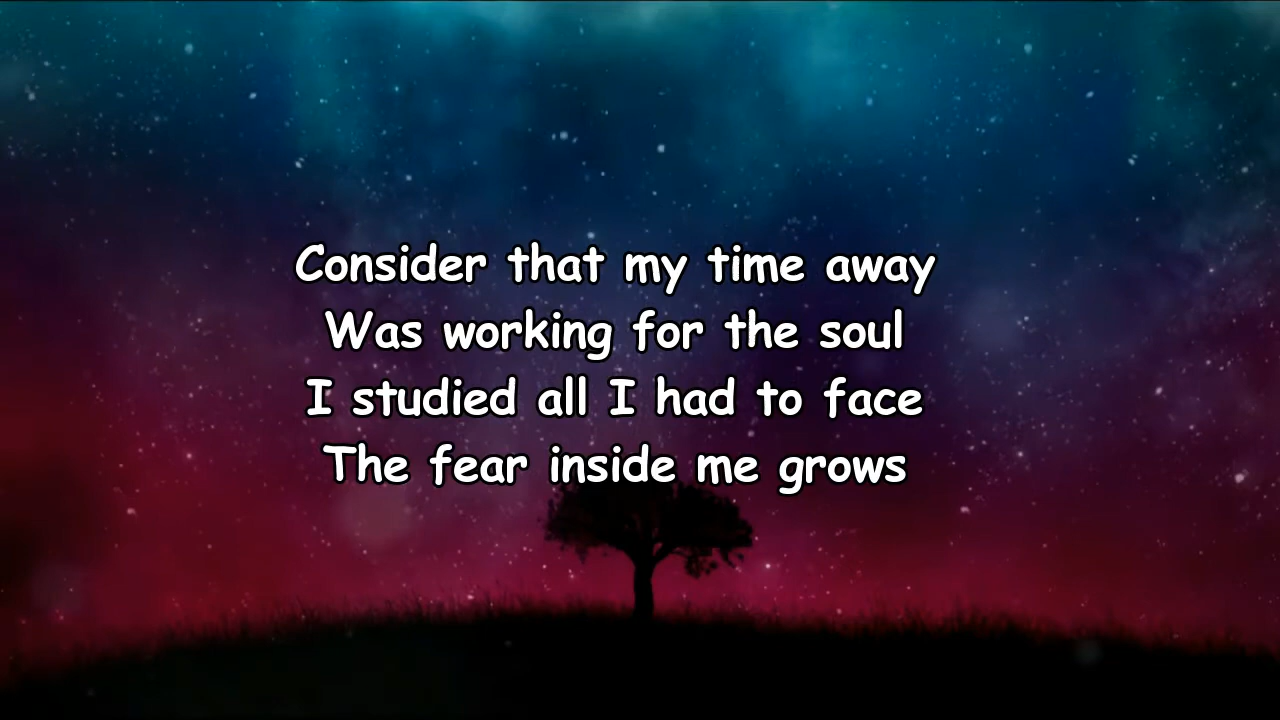 Consider that my time away
Was working for the soul
I studied all I had to face
The fear inside me grows